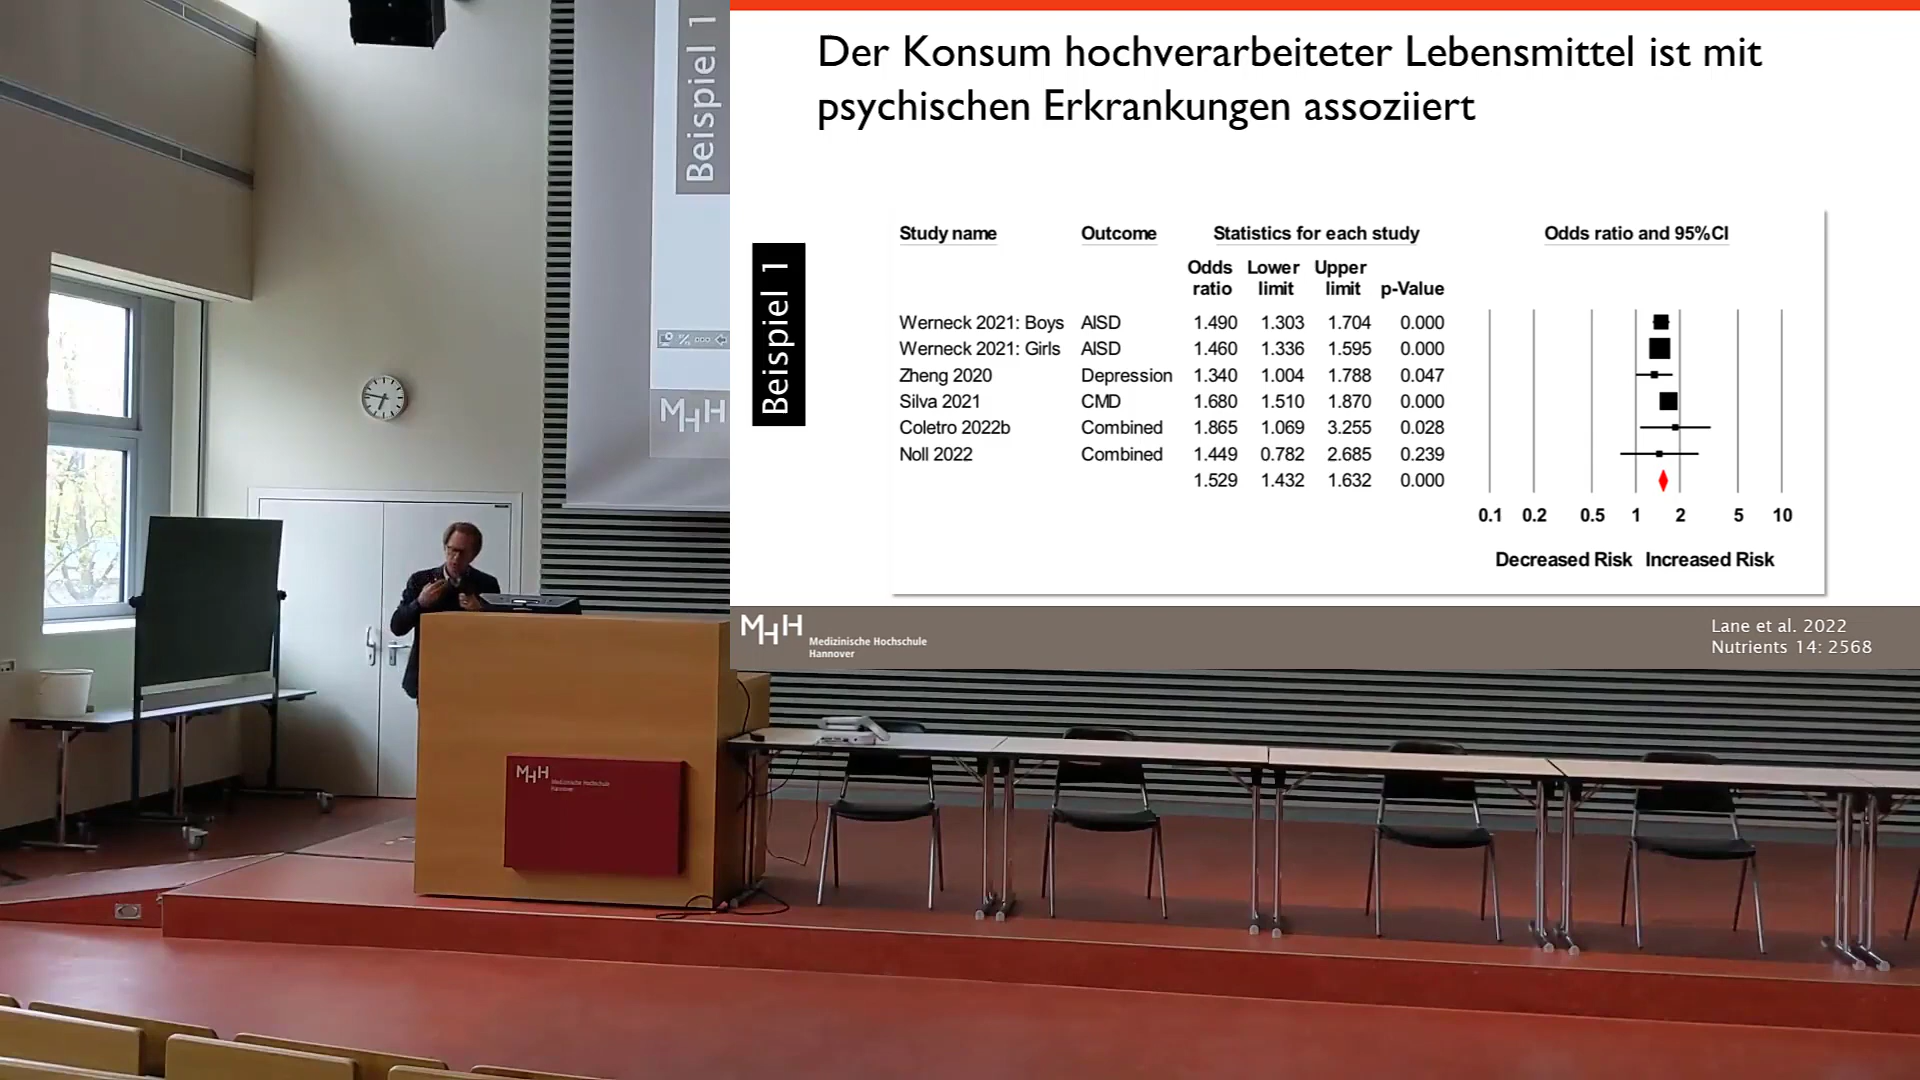 Beispiel 1
MHH
Der Konsum hochverarbeiteter Lebensmittel ist mit
psychischen Erkrankungen assoziiert
Beispiel 1
Study name Outcome Statistics for each study Odds ratio and 95%CI
Odds Lower Upper
ratio limit limit p-Value
Werneck 2021: Boys AISD 1.490 1.303 1.704 0.000
Werneck 2021: Girls AISD 1.460 1.336 1.595 0.000
Zheng 2020 Depression 1.340 1.004 1.788 0.047
Silva 2021 CMD 1.680 1.510 1.870 0.000
Coletro 2022b Combined 1.865 1.069 3.255 0.028
Noll 2022 Combined 1.449 0.782 2.685 0.239
1.529 1.432 1.632 0.000
0.1 0.2 0.5 1 2 5 10
Decreased Risk Increased Risk
MHH Medizinische Hochschule
Hannover
Lane et al. 2022
Nutrients 14: 2568
MHH Medizinische Hochschule
Hannover